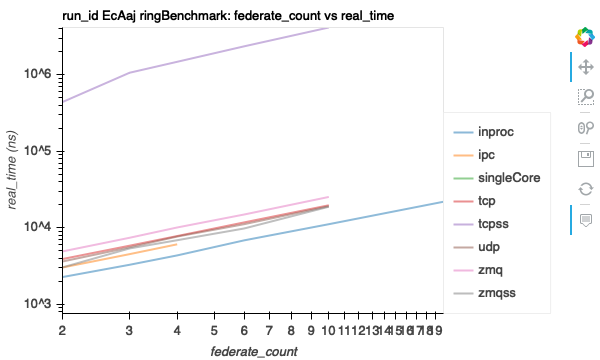 run_id EcAaj ringBenchmark: federate_count vs real_time
real_time (ns)
10^6
10^5
10^4
10^3
2 3 4 5 6 7 8 9 10 11 12 13 14 15 16 17 18 19
federate_count
inproc
ipc
singleCore
tcp
tcpss
udp
zmq
zmqss